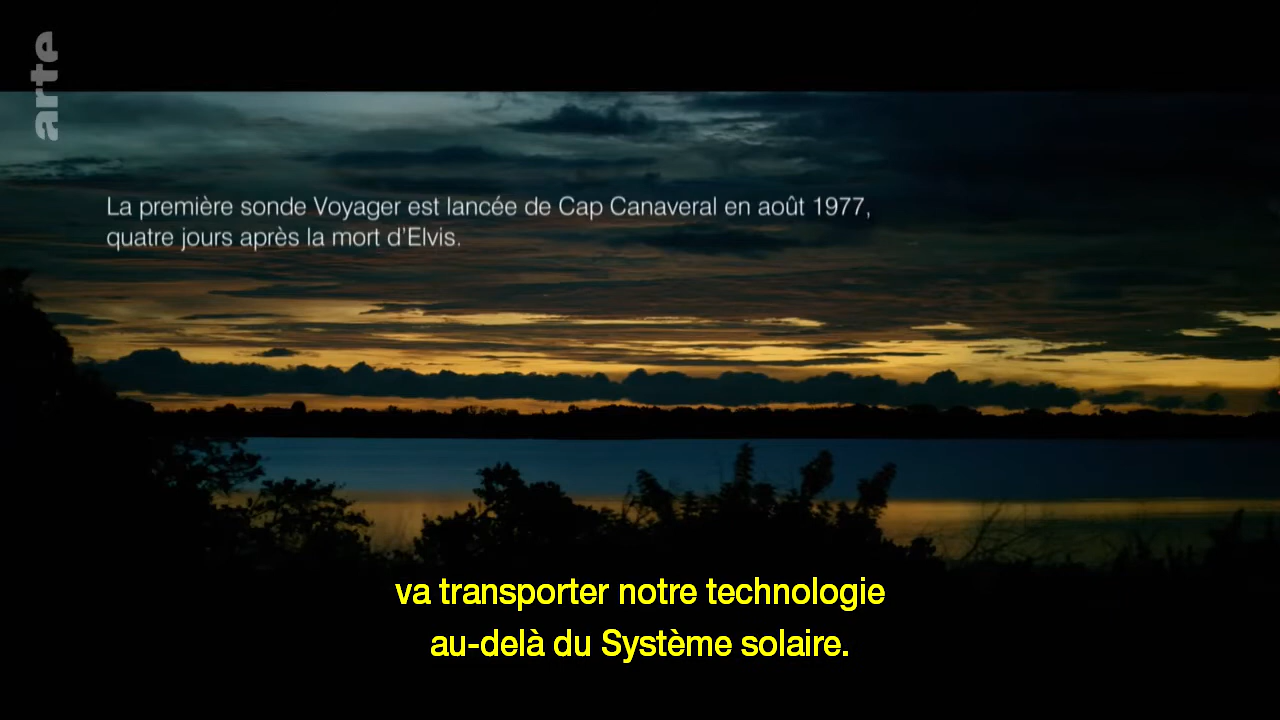 arte
La première sonde Voyager est lancée de Cap Canaveral en août 1977,
quatre jours après la mort d'Elvis.
va transporter notre technologie
au-delà du Système solaire.